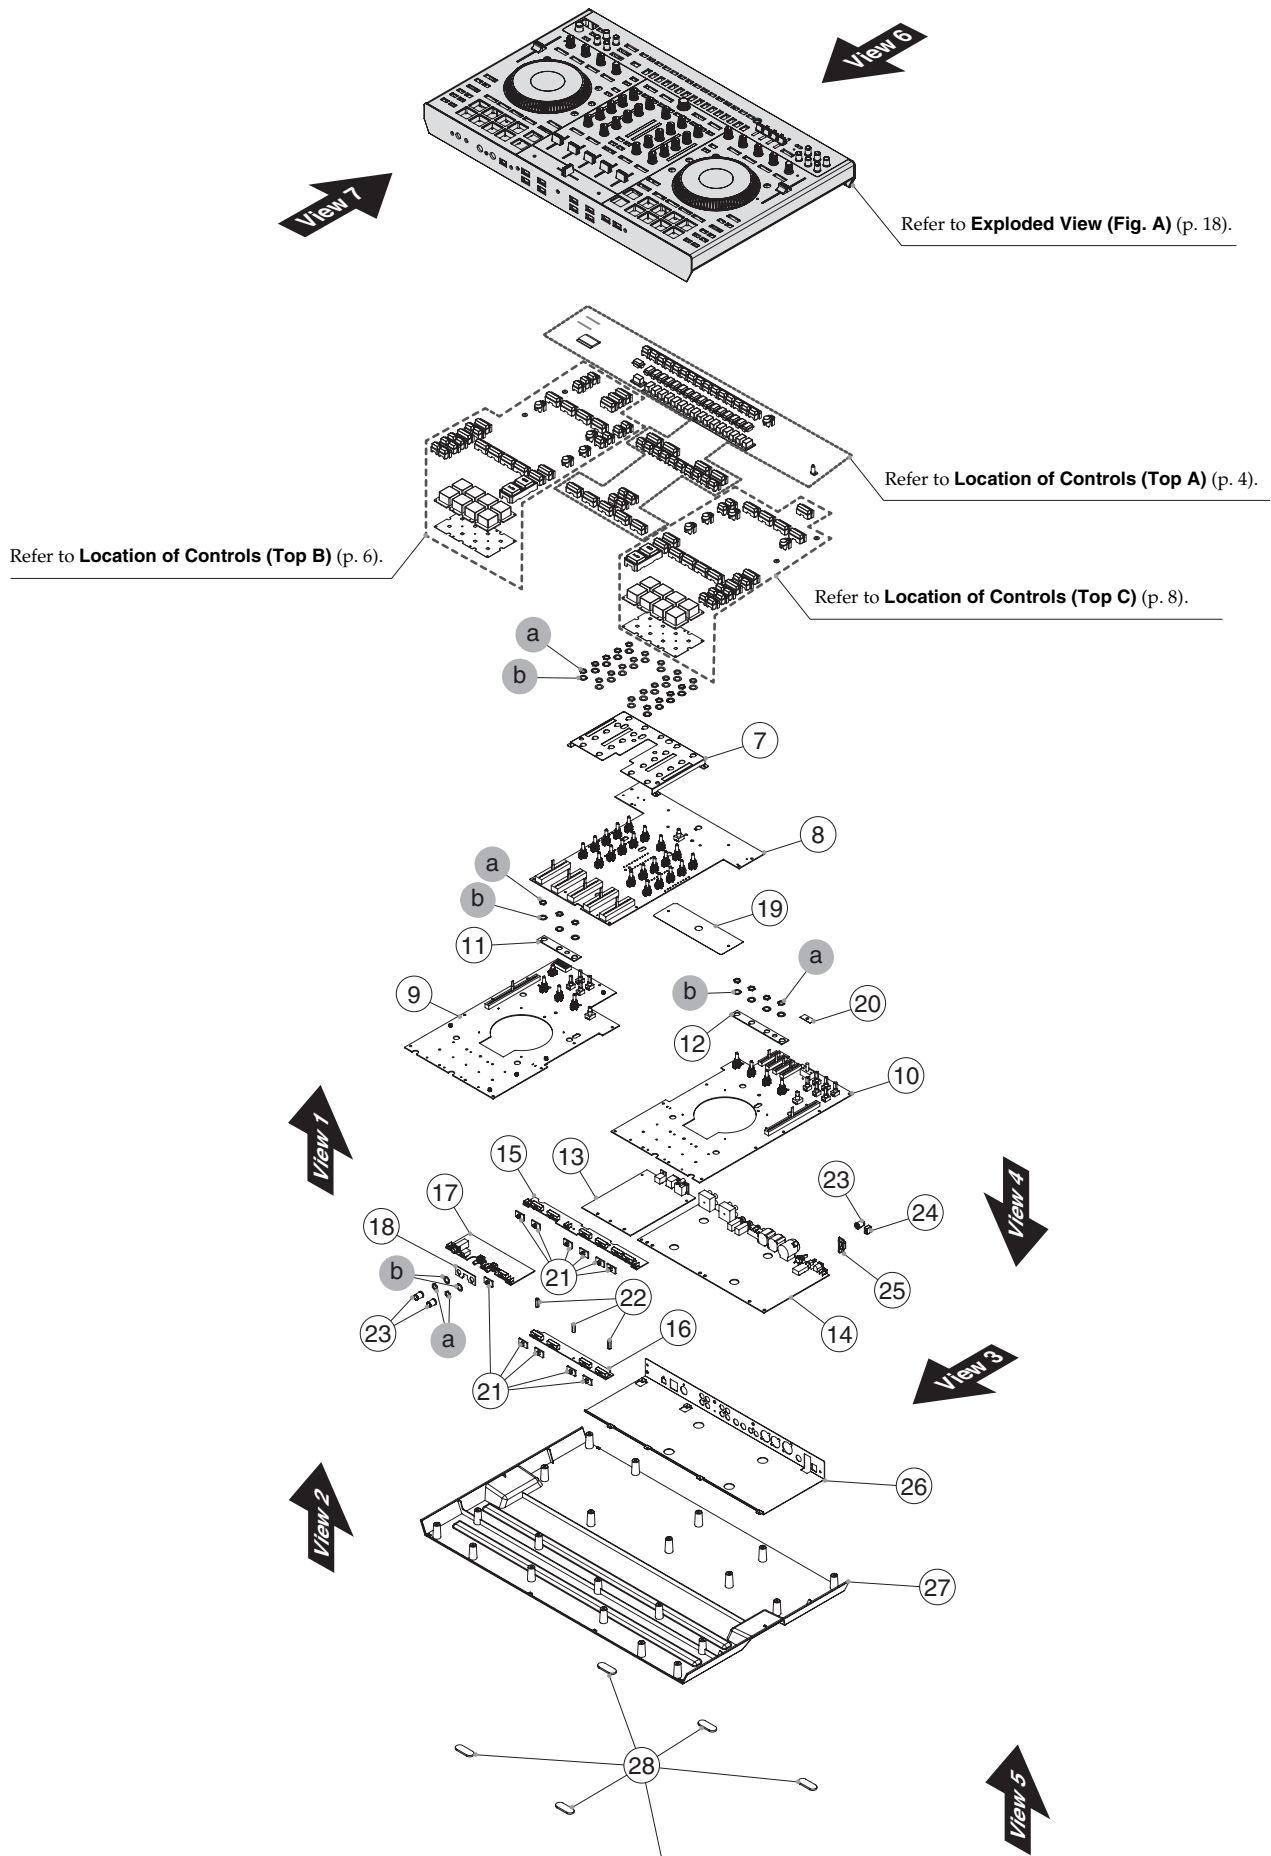 View 6
View 7
Refer to Exploded View (Fig. A) (p. 18).
Refer to Location of Controls (Top A) (p. 4).
Refer to Location of Controls (Top B) (p. 6).
Refer to Location of Controls (Top C) (p. 8).
a
b
7
8
a
b
19
11
a
9
b
20
12
10
View 1
15
13
View 4
17
23
24
18
b
21
22
25
23
a
16
14
21
View 3
26
View 2
27
28
View 5